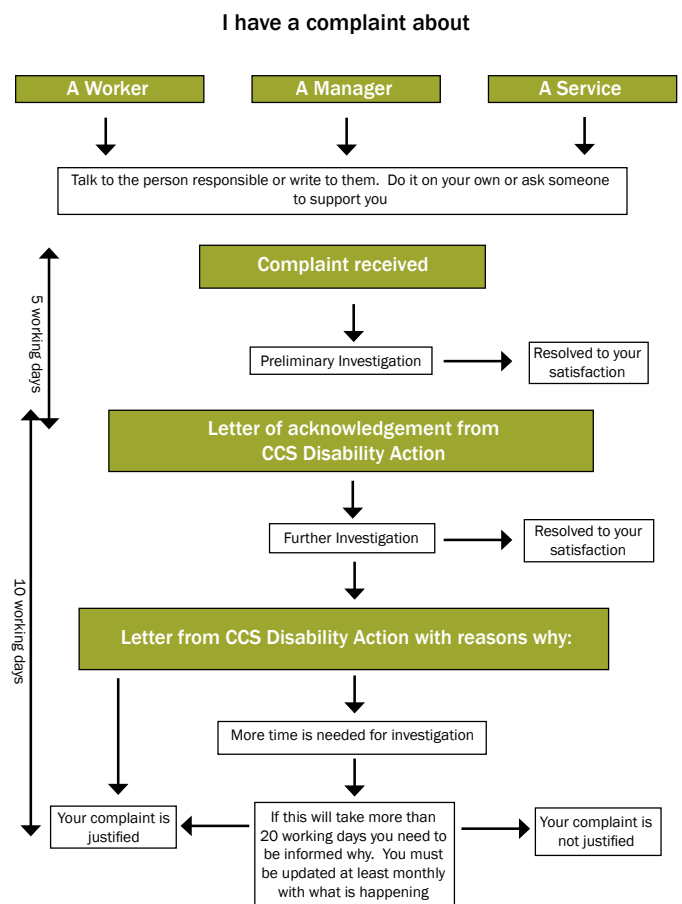 I have a complaint about
A Worker
A Manager
A Service
Talk to the person responsible or write to them.  Do it on your own or ask someone
to support you
5 working days
Complaint received
Preliminary Investigation
Resolved to your
satisfaction
Letter of acknowledgement from
CCS Disability Action
10 working days
Further Investigation
Resolved to your
satisfaction
Letter from CCS Disability Action with reasons why:
More time is needed for investigation
Your complaint is
justified
If this will take more than
20 working days you need to
be informed why.  You must
be updated at least monthly
with what is happening
Your complaint is
not justified